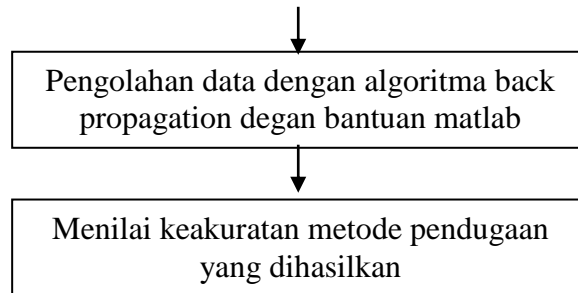 Pengolahan data dengan algoritma back
propagation degan bantuan matlab
Menilai keakuratan metode pendugaan
yang dihasilkan